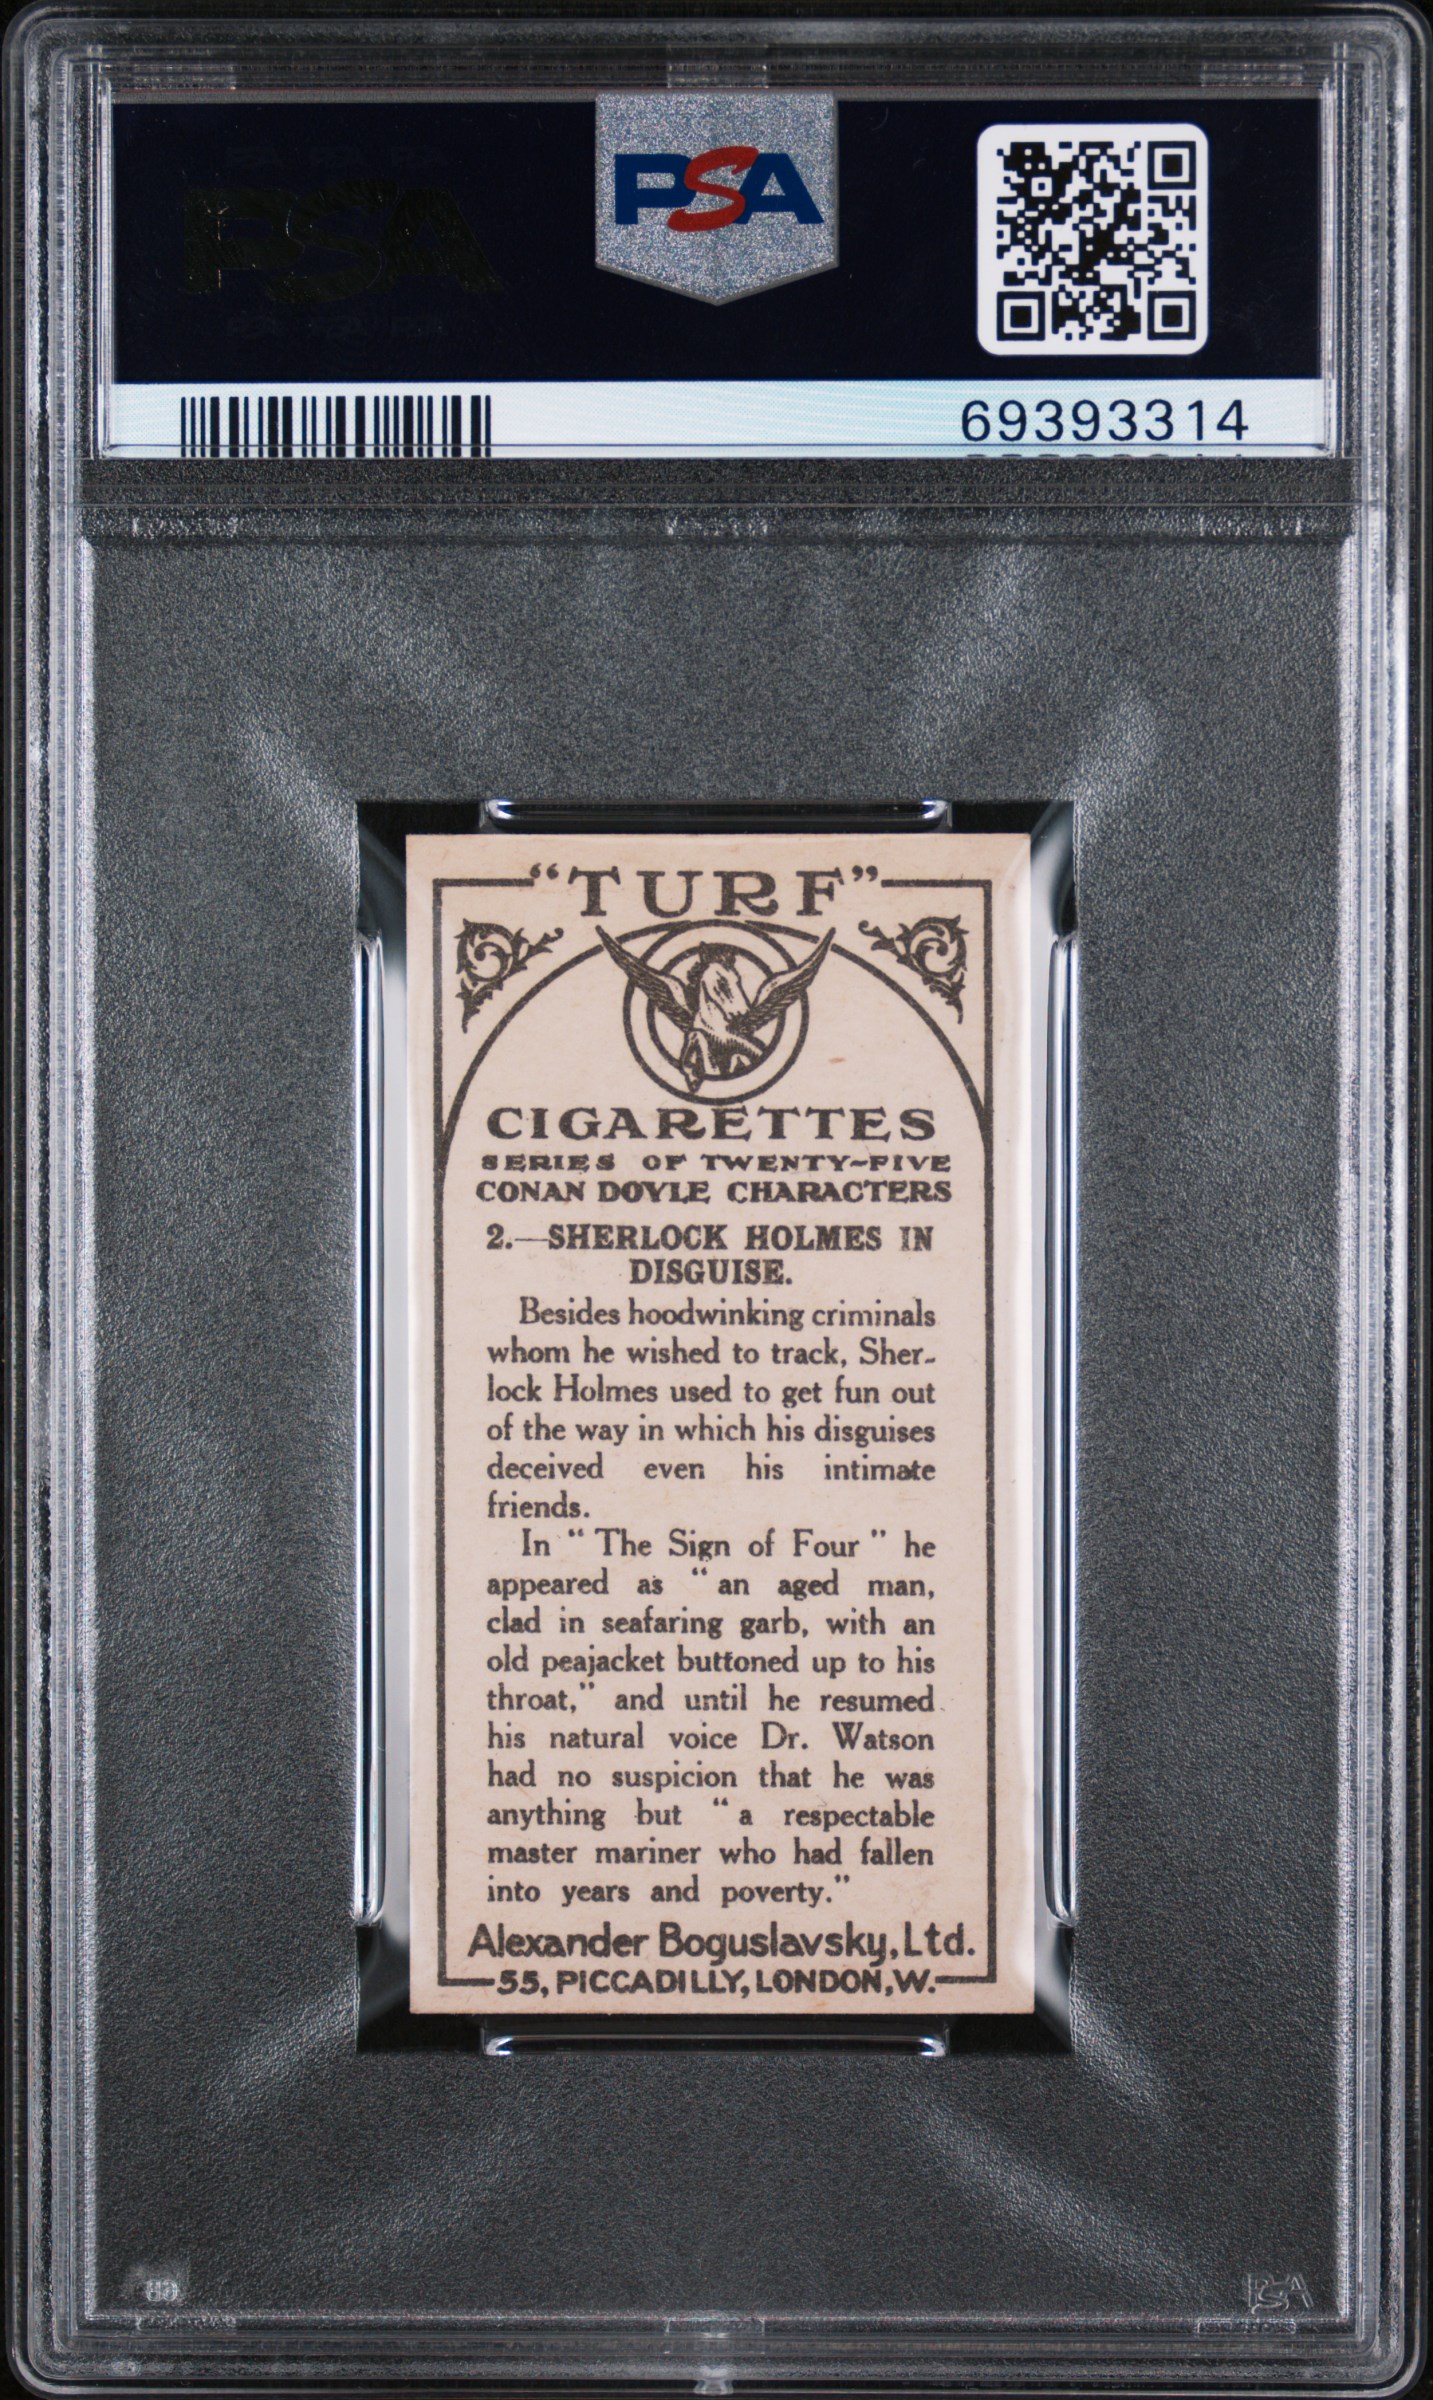 PSA
69393314
"TURF"
CIGARETTES
SERIES OF TWENTY-FIVE
CONAN DOYLE CHARACTERS
2.—SHERLOCK HOLMES IN
DISGUISE.
Besides hoodwinking criminals
whom he wished to track, Sher-
lock Holmes used to get fun out
of the way in which his disguises
deceived even his intimate
friends.
In " The Sign of Four " he
appeared as " an aged man,
clad in seafaring garb, with an
old peajacket buttoned up to his
throat," and until he resumed
his natural voice Dr. Watson
had no suspicion that he was
anything but " a respectable
master mariner who had fallen
into years and poverty."
Alexander Boguslavsky, Ltd.
55, PICCADILLY, LONDON, W.
PSA